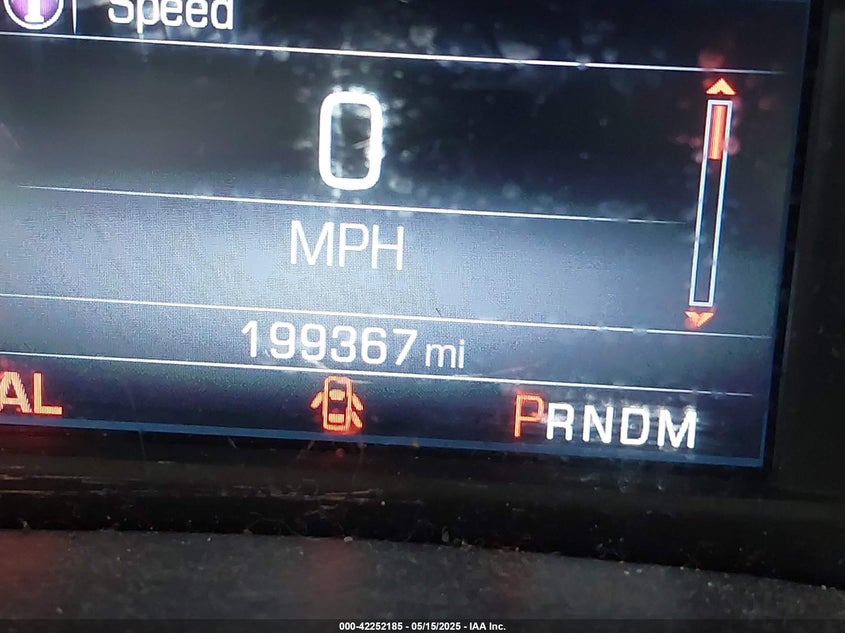 Speed
0
MPH
199367 mi
AL
PRNDM
000-42252185 - 05/15/2025 - IAA Inc.